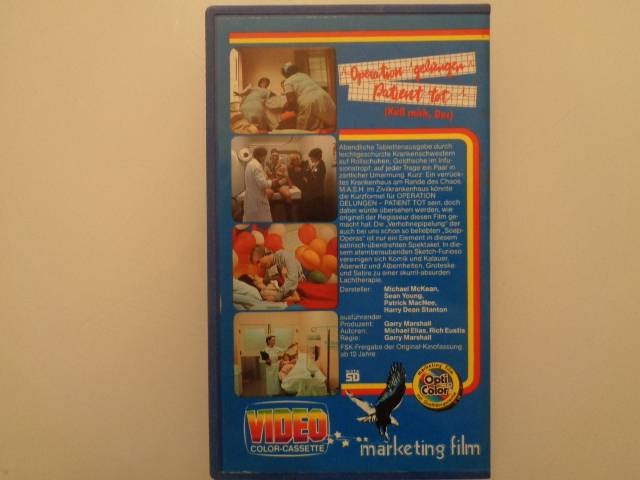 Operation gelungen
Patient tot
(Küß mich, Doc)
Abendliche Tablettenausgabe durch
leichtgeschürzte Krankenschwestern
auf Rollschuhen, Goldfische im Infu-
sionstropf, auf jeder Trage ein Paar in
zärtlicher Umarmung. Kurz: Ein verrück-
tes Krankenhaus am Rande des Chaos.
M.A.S.H. im Zivilkrankenhaus könnte
die Kurzformel für OPERATION
GELUNGEN – PATIENT TOT sein, doch
dabei würde übersehen werden, wie
originell der Regisseur diesen Film ge-
macht hat. Die „Verhohnepipelung" der
auch bei uns schon so beliebten „Soap-
Operas" ist nur ein Element in diesem
satirisch-überdrehten Spektakel. In die-
sem atemberaubenden Sketch-Furioso
vereinigen sich Komik und Kalauer,
Aberwitz und Albernheiten, Groteske
und Satire zu einer skurril-absurden
Lachtherapie.
Darsteller: Michael McKean,
Sean Young,
Patrick MacNee,
Harry Dean Stanton
ausführender
Produzent: Garry Marshall
Autoren: Michael Elias, Rich Eustis
Regie: Garry Marshall
FSK-Freigabe der Original-Kinofassung
ab 12 Jahre
SD
Opti
Color
VIDEO
COLOR-CASSETTE
marketing film